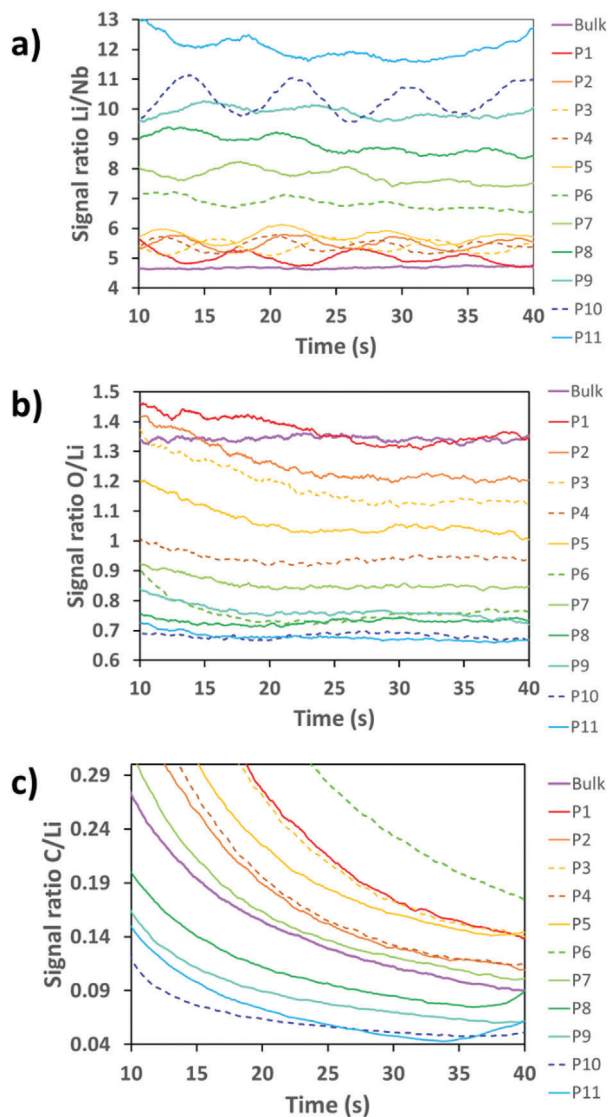 a)
Signal ratio Li/Nb
13
12
11
10
9
8
7
6
5
4
10 15 20 25 30 35 40
Time (s)
Bulk
P1
P2
P3
P4
P5
P6
P7
P8
P9
P10
P11
b)
Signal ratio O/Li
1.5
1.4
1.3
1.2
1.1
1
0.9
0.8
0.7
0.6
10 15 20 25 30 35 40
Time (s)
Bulk
P1
P2
P3
P4
P5
P6
P7
P8
P9
P10
P11
c)
Signal ratio C/Li
0.29
0.24
0.19
0.14
0.09
0.04
10 15 20 25 30 35 40
Time (s)
Bulk
P1
P2
P3
P4
P5
P6
P7
P8
P9
P10
P11